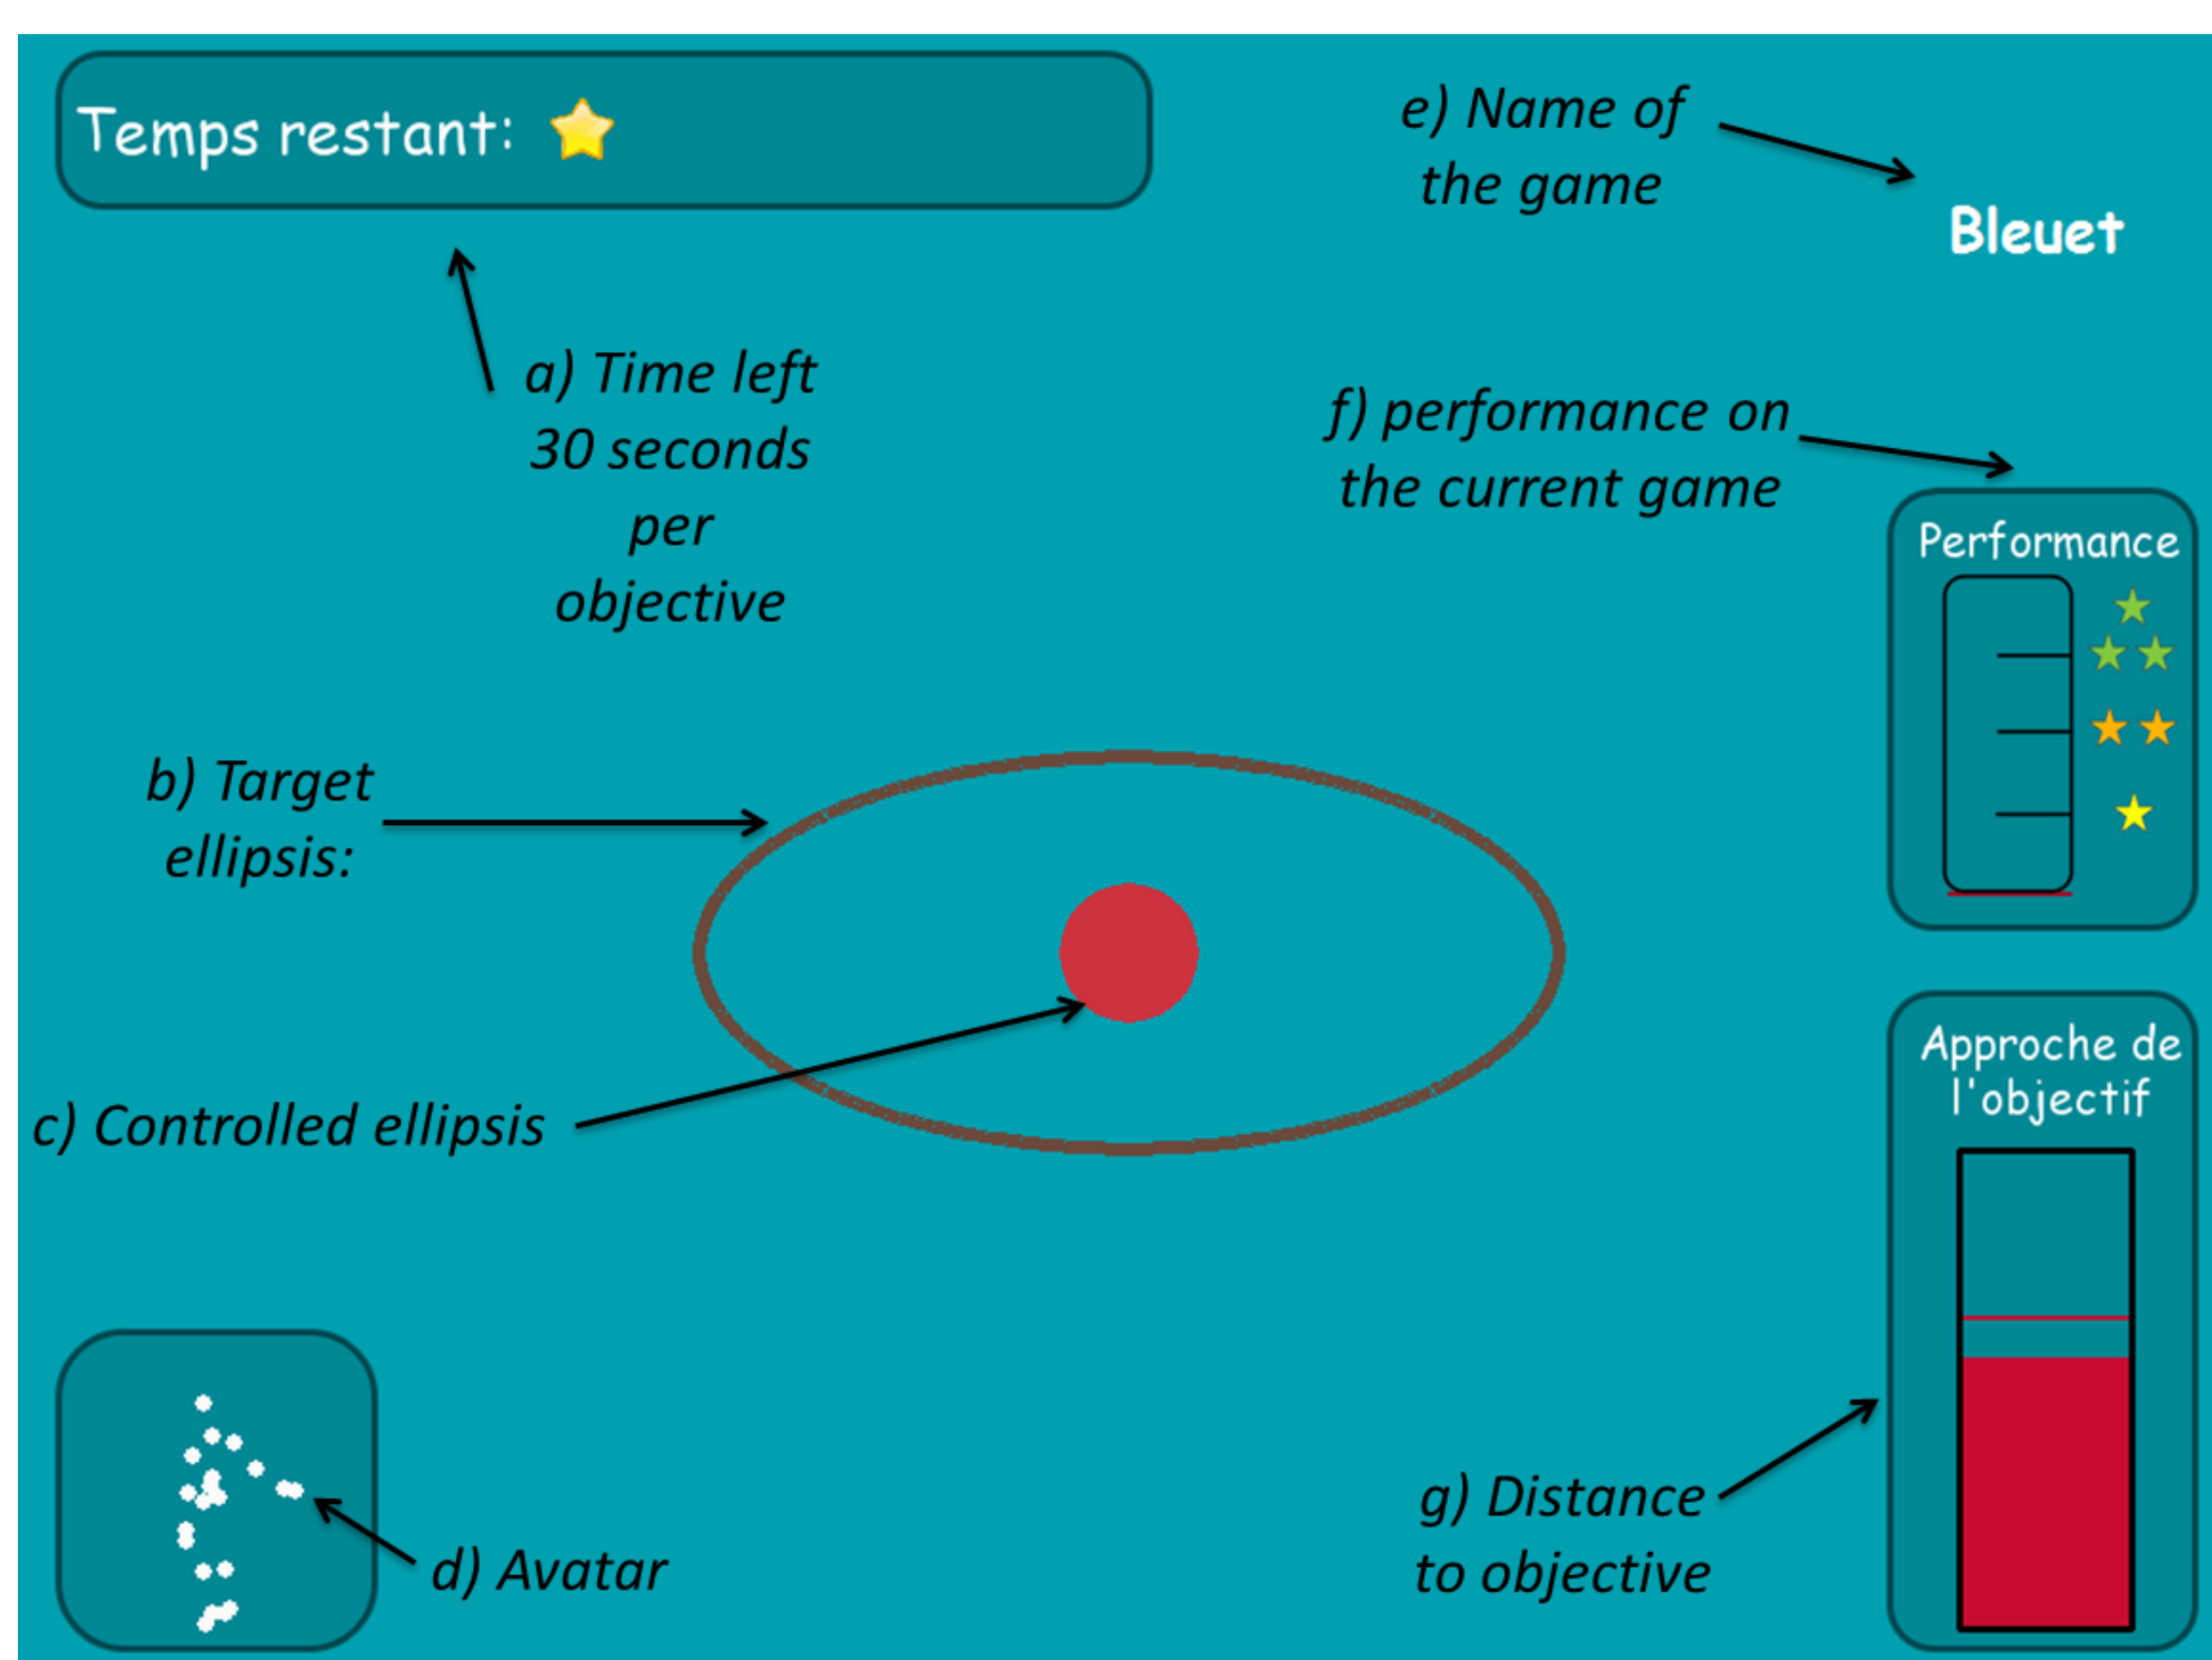 Temps restant:
e) Name of
the game
Bleuet
a) Time left
30 seconds
per
objective
f) performance on
the current game
Performance
b) Target
ellipsis:
c) Controlled ellipsis
Approche de
l'objectif
d) Avatar
g) Distance
to objective